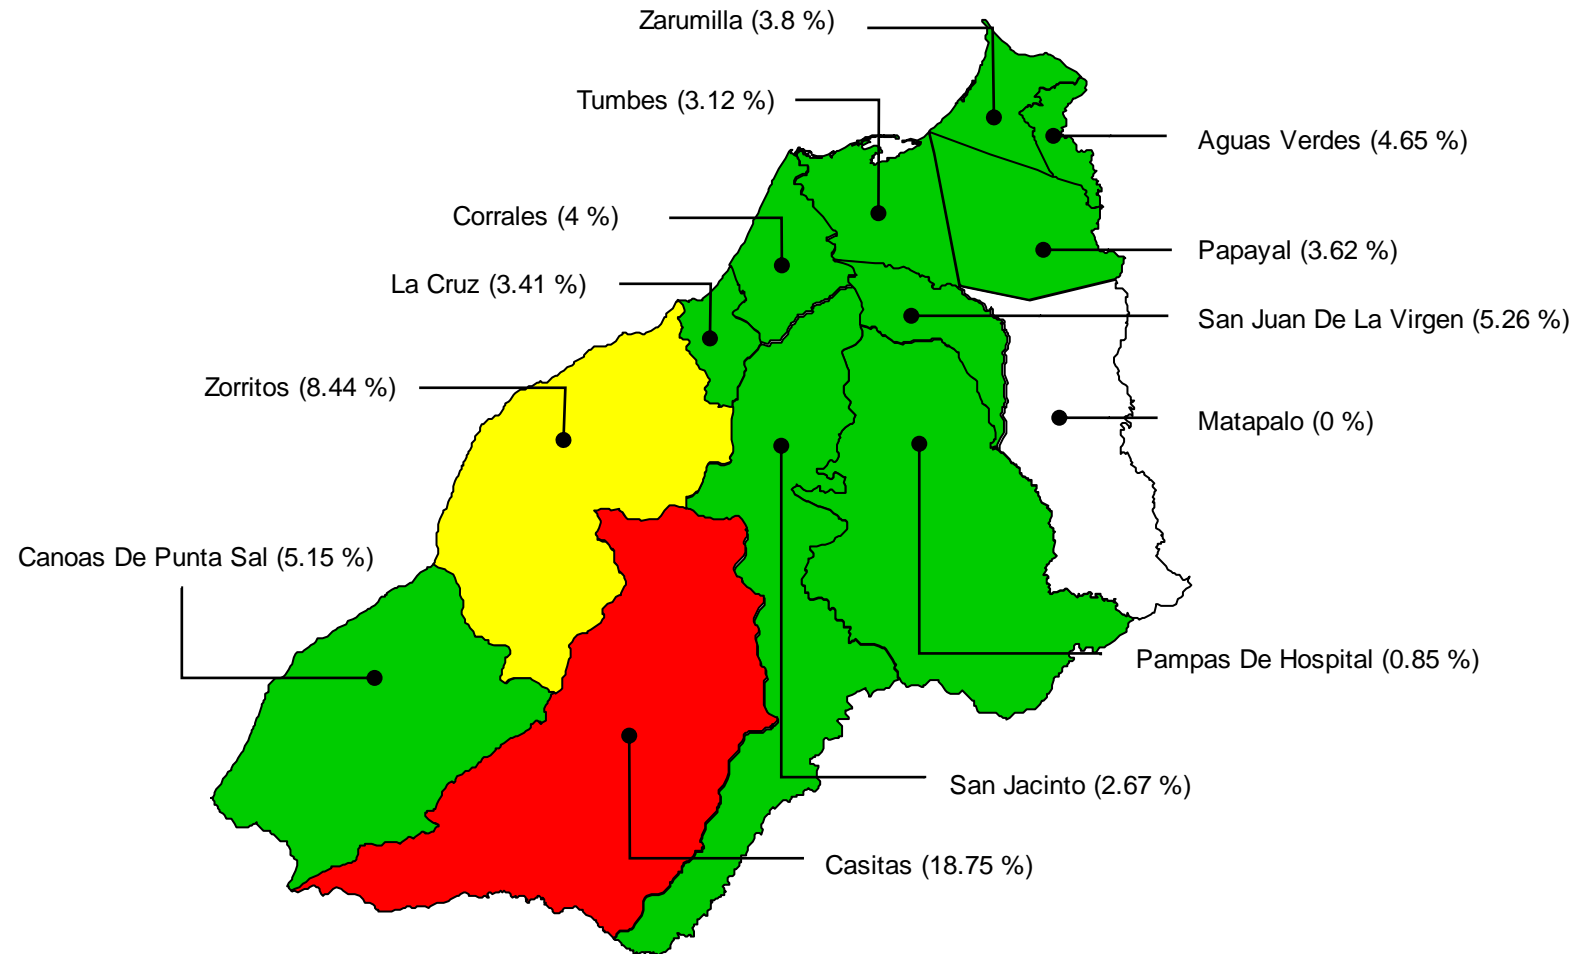 Zarumilla (3.8 %)
Tumbes (3.12 %)
Aguas Verdes (4.65 %)
Corrales (4 %)
Papayal (3.62 %)
La Cruz (3.41 %)
San Juan De La Virgen (5.26 %)
Zorritos (8.44 %)
Matapalo (0 %)
Canoas De Punta Sal (5.15 %)
Pampas De Hospital (0.85 %)
San Jacinto (2.67 %)
Casitas (18.75 %)